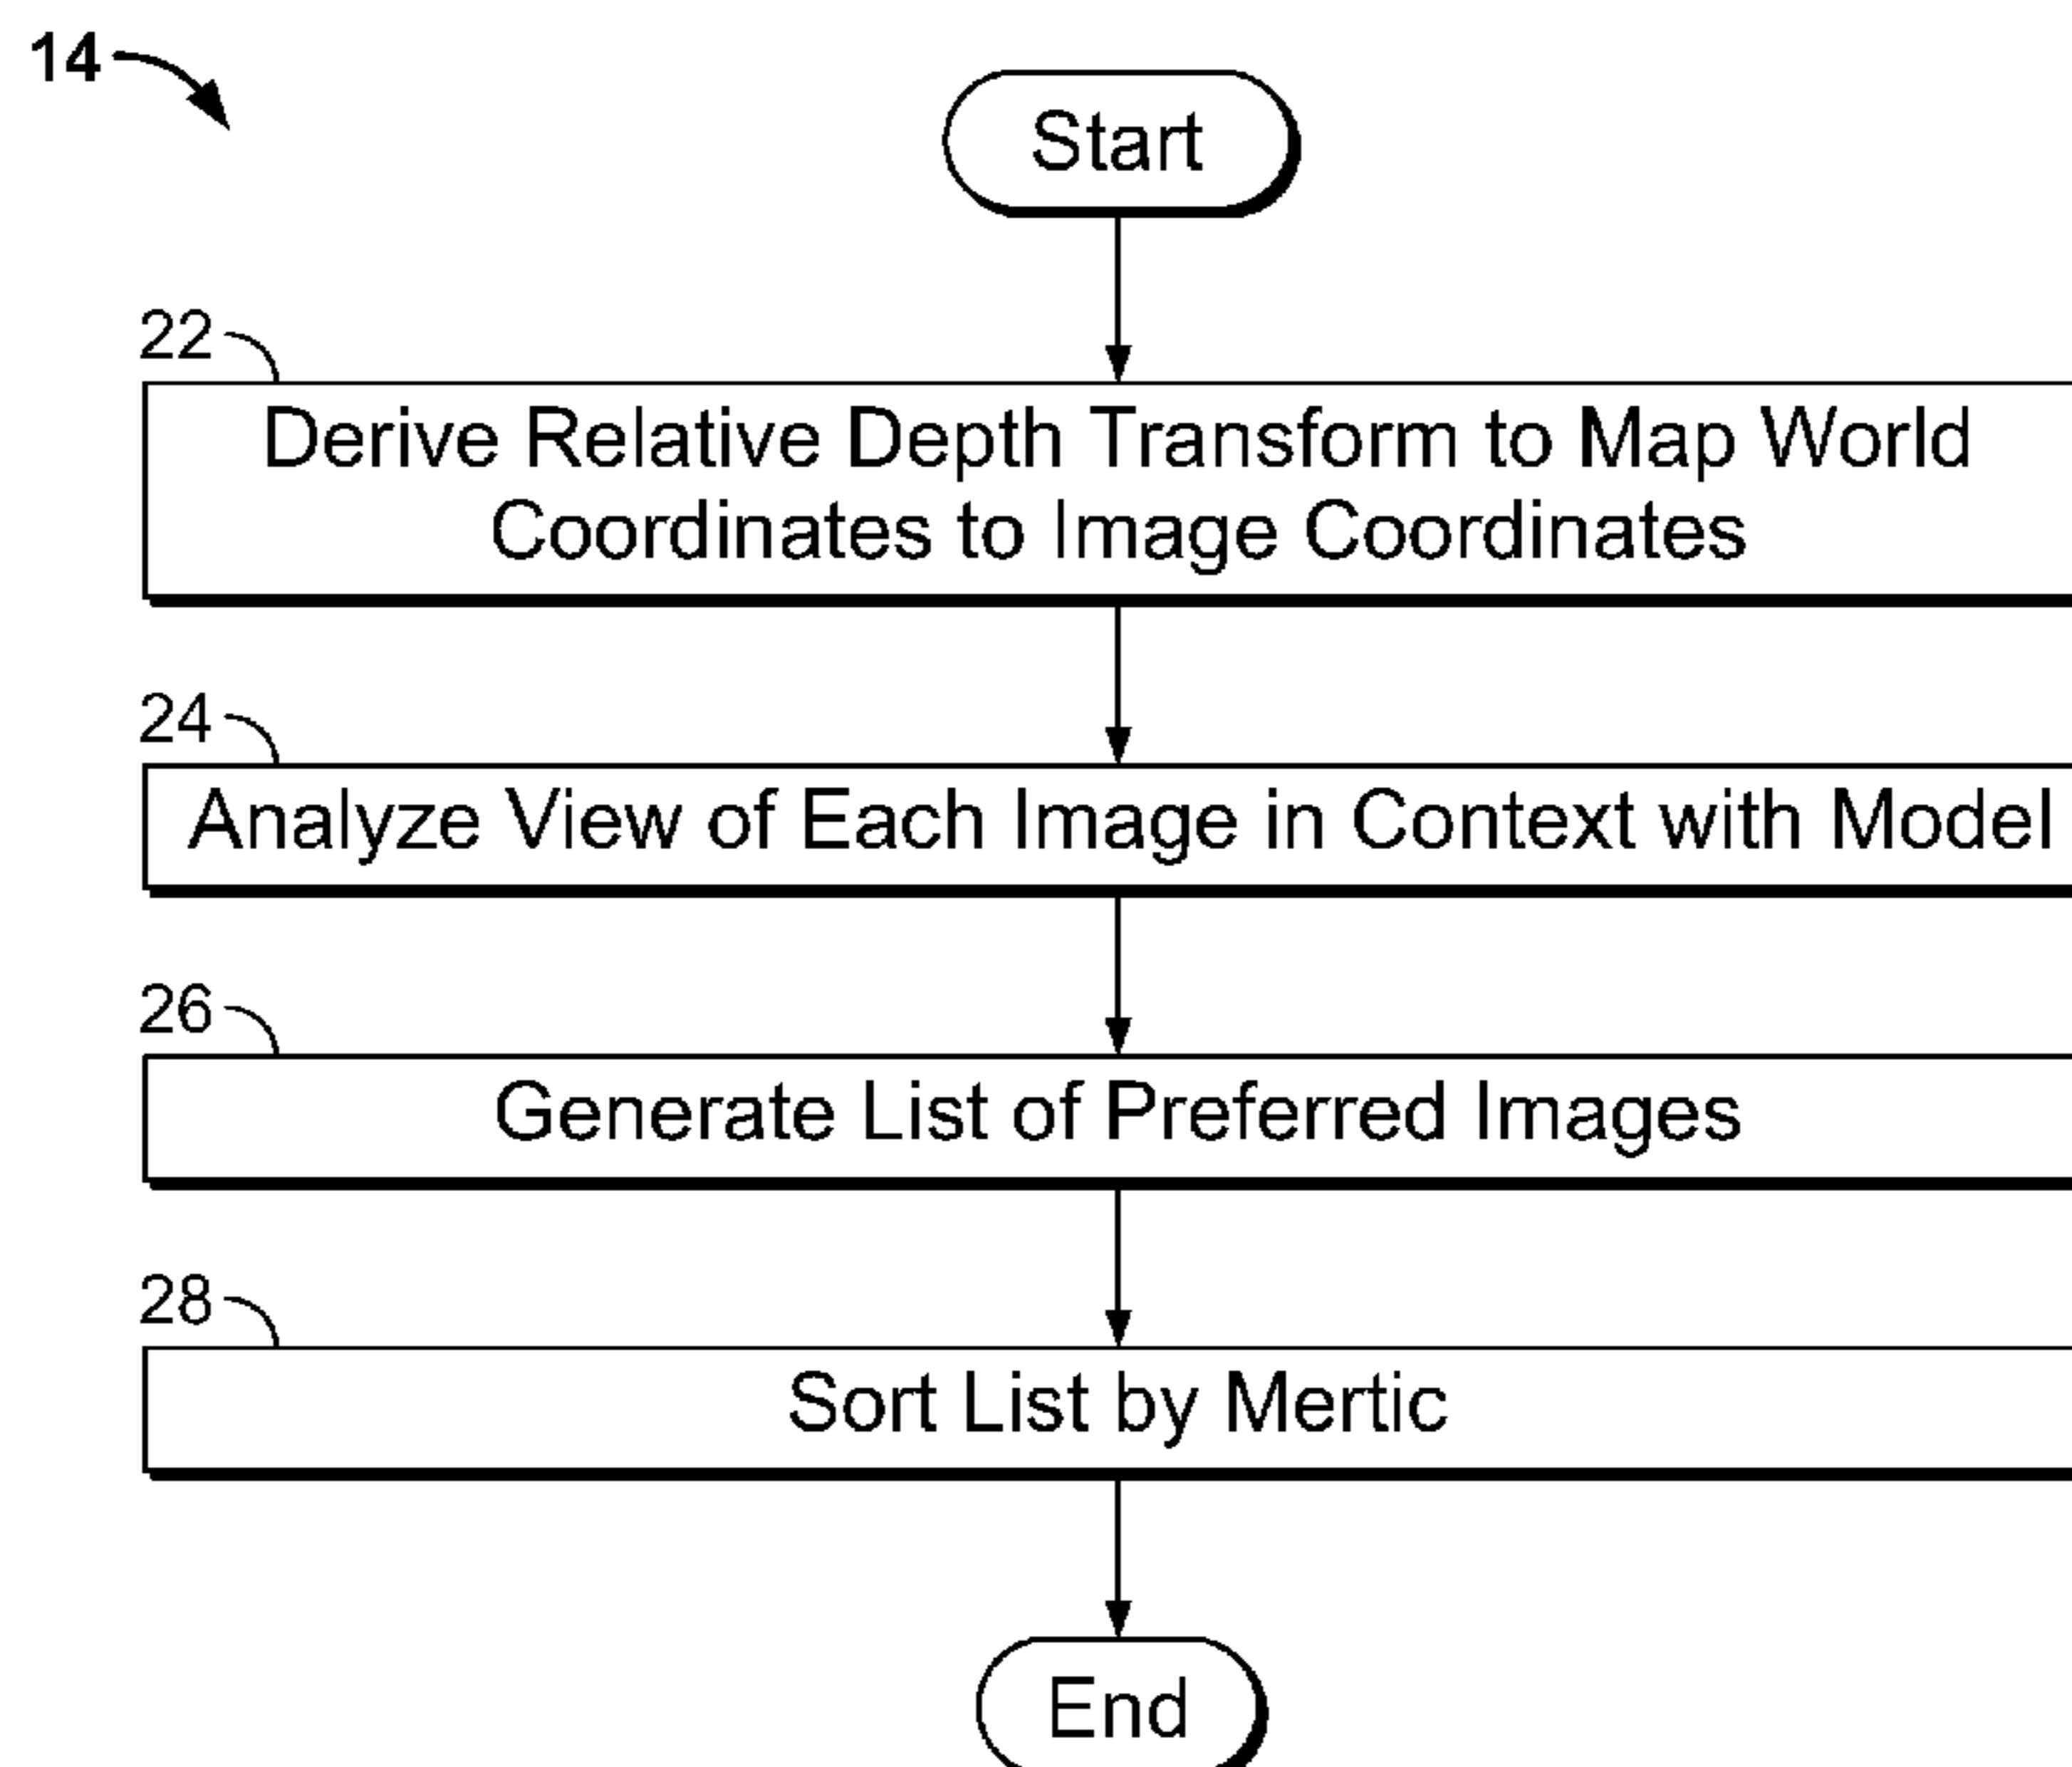 14
Start
22
Derive Relative Depth Transform to Map World
Coordinates to Image Coordinates
24
Analyze View of Each Image in Context with Model
26
Generate List of Preferred Images
28
Sort List by Mertic
End